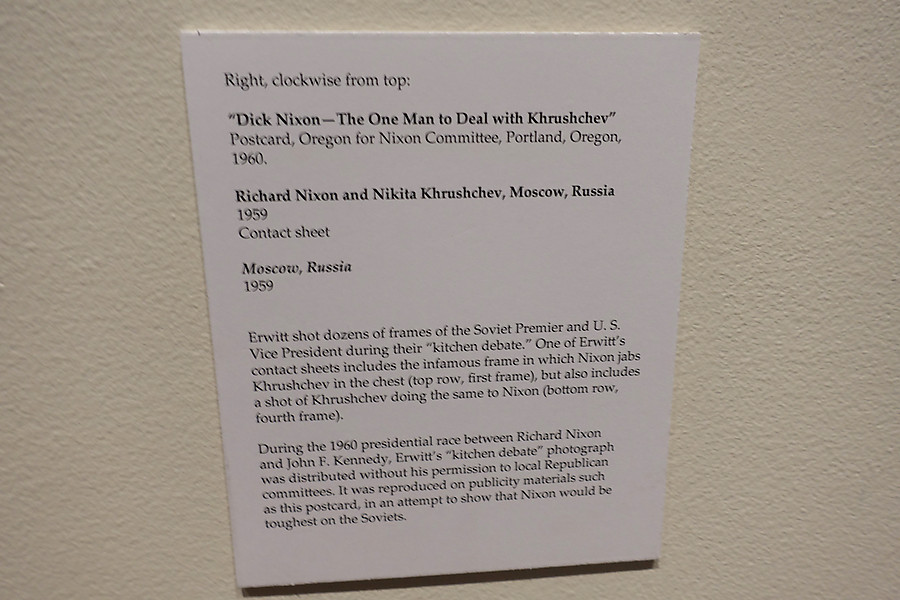 Right, clockwise from top:
“Dick Nixon—The One Man to Deal with Khrushchev”
Postcard, Oregon for Nixon Committee, Portland, Oregon,
1960.
Richard Nixon and Nikita Khrushchev, Moscow, Russia
1959
Contact sheet
Moscow, Russia
1959
Erwitt shot dozens of frames of the Soviet Premier and U. S.
Vice President during their “kitchen debate.” One of Erwitt’s
contact sheets includes the infamous frame in which Nixon jabs
Khrushchev in the chest (top row, first frame), but also includes
a shot of Khrushchev doing the same to Nixon (bottom row,
fourth frame).
During the 1960 presidential race between Richard Nixon
and John F. Kennedy, Erwitt’s “kitchen debate” photograph
was distributed without his permission to local Republican
committees. It was reproduced on publicity materials such
as this postcard, in an attempt to show that Nixon would be
toughest on the Soviets.